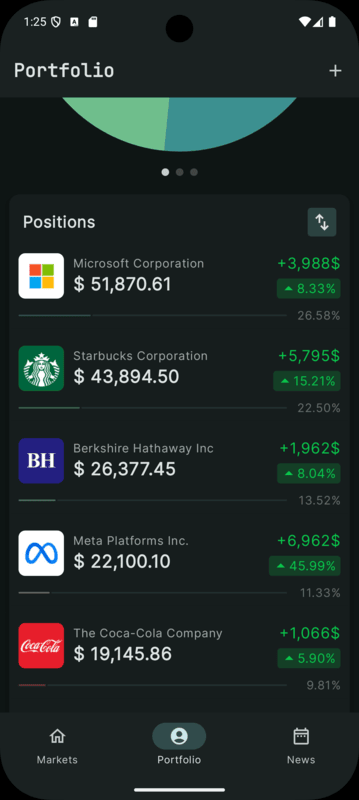 1:25
Portfolio
Positions
Microsoft Corporation
$ 51,870.61
+3,988$
8.33%
26.58%
Starbucks Corporation
$ 43,894.50
+5,795$
15.21%
22.50%
BH
Berkshire Hathaway Inc
$ 26,377.45
+1,962$
8.04%
13.52%
Meta Platforms Inc.
$ 22,100.10
+6,962$
45.99%
11.33%
Coca-Cola
The Coca-Cola Company
$ 19,145.86
+1,066$
5.90%
9.81%
Markets
Portfolio
News